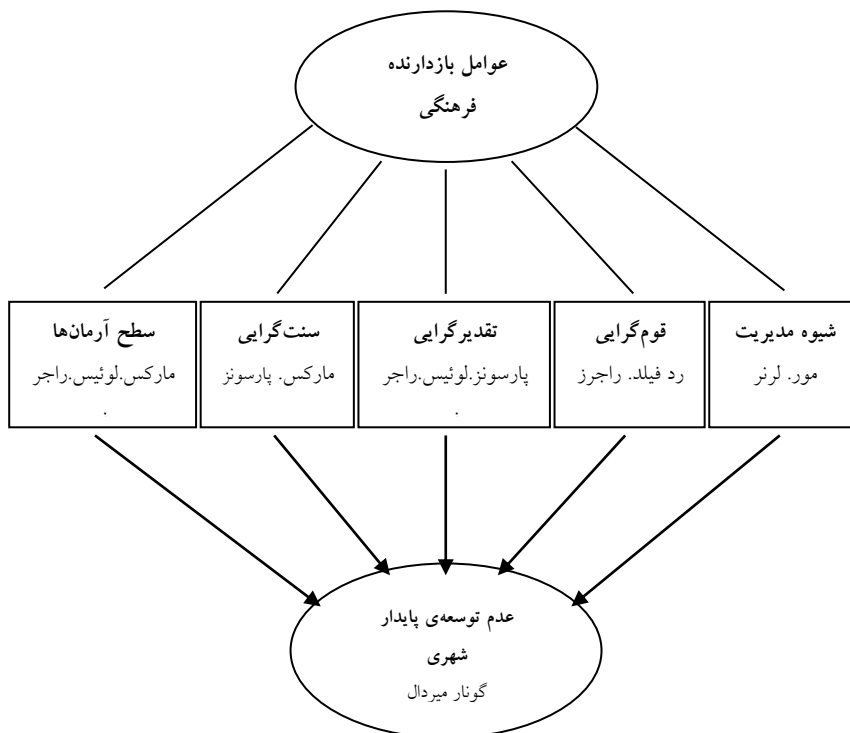 عوامل بازدارنده
فرهنگی
شیوه مدیریت
مور. لرنر
قوم‌گرایی
رد فیلد. راجرز
تقدیرگرایی
پارسونز.لوئیس.راجر
.
سنت‌گرایی
مارکس. پارسونز
سطح آرمان‌ها
مارکس.لوئیس.راجر
.
عدم توسعه‌ی پایدار
شهری
گونار میردال